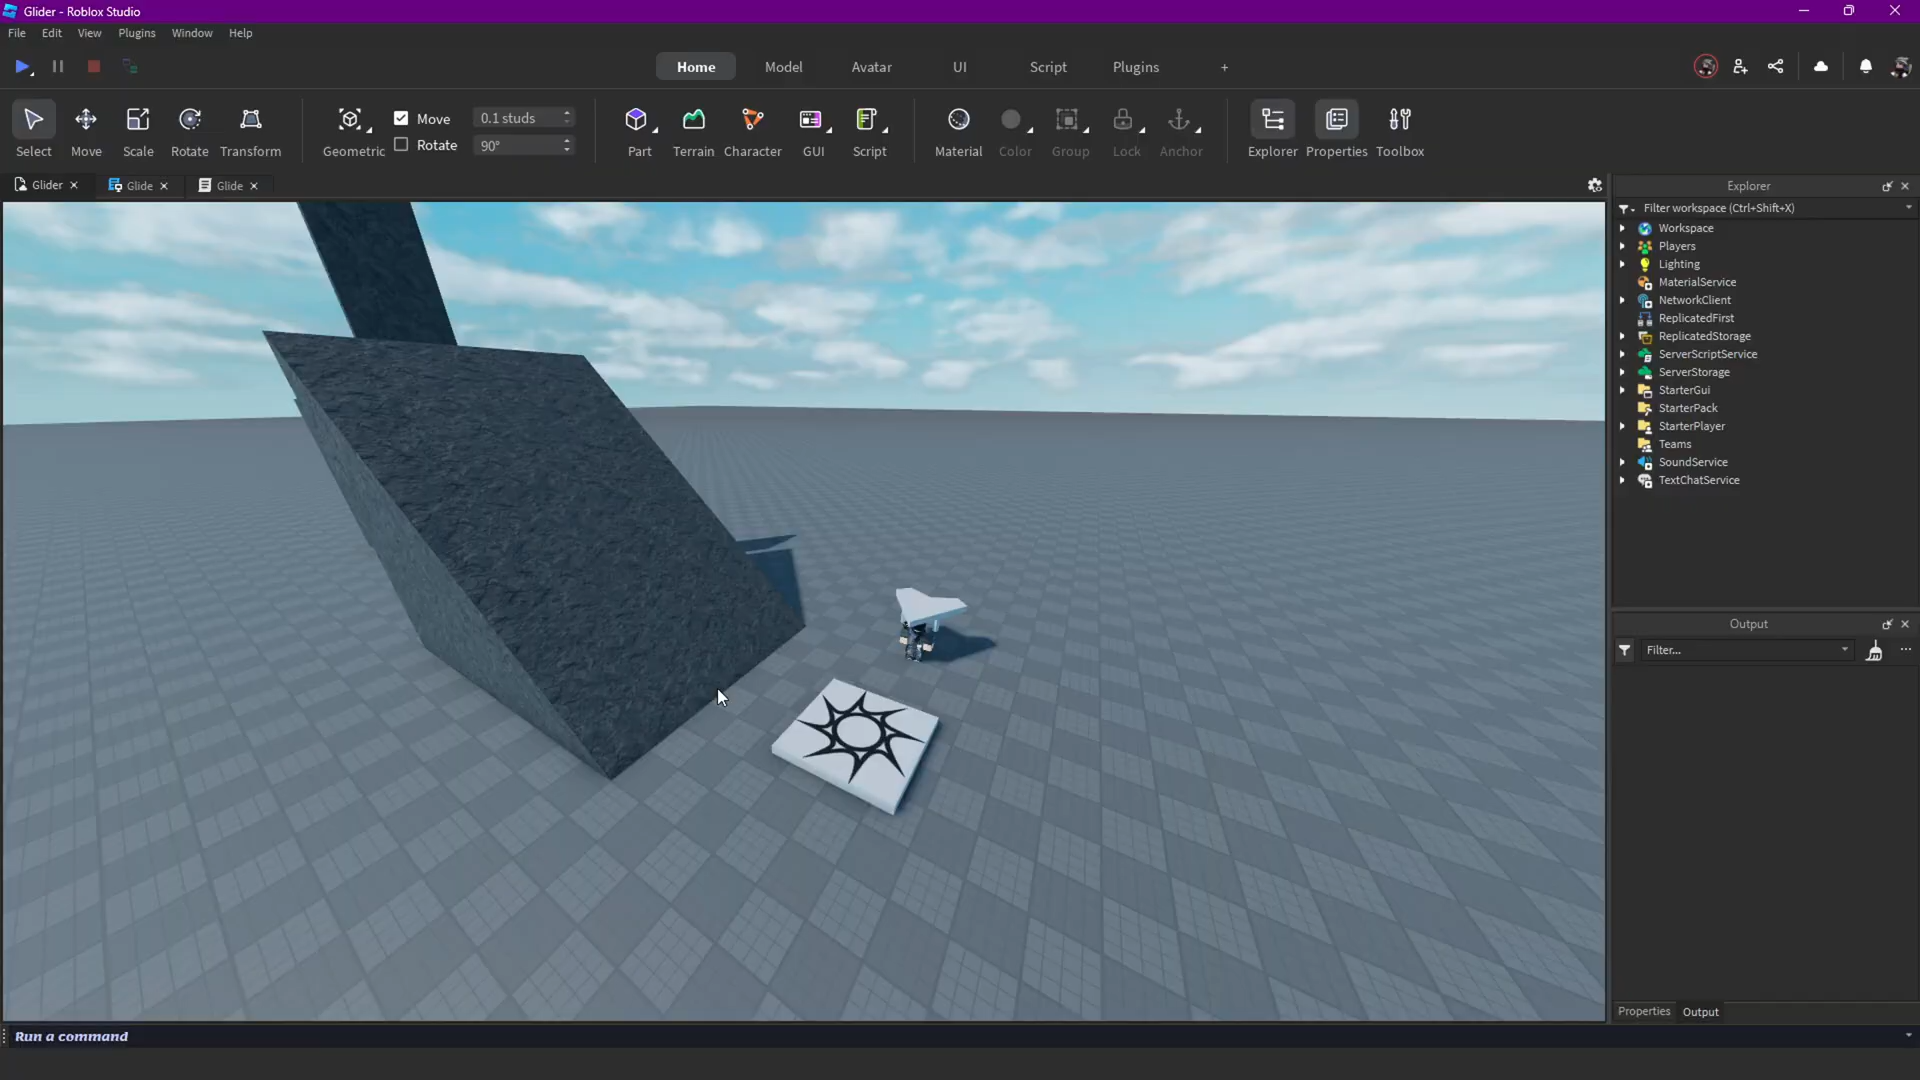 Glider - Roblox Studio
File Edit View Plugins Window Help
Home Model Avatar UI Script Plugins +
Move 0.1 studs
Rotate 90°
Select Move Scale Rotate Transform Geometric Part Terrain Character GUI Script Material Color Group Lock Anchor Explorer Properties Toolbox
Glider Glide Glide
Explorer
Filter workspace (Ctrl+Shift+X)
Workspace
Players
Lighting
MaterialService
NetworkClient
ReplicatedFirst
ReplicatedStorage
ServerScriptService
ServerStorage
StarterGui
StarterPack
StarterPlayer
Teams
SoundService
TextChatService
Output
Filter...
Properties Output
Run a command